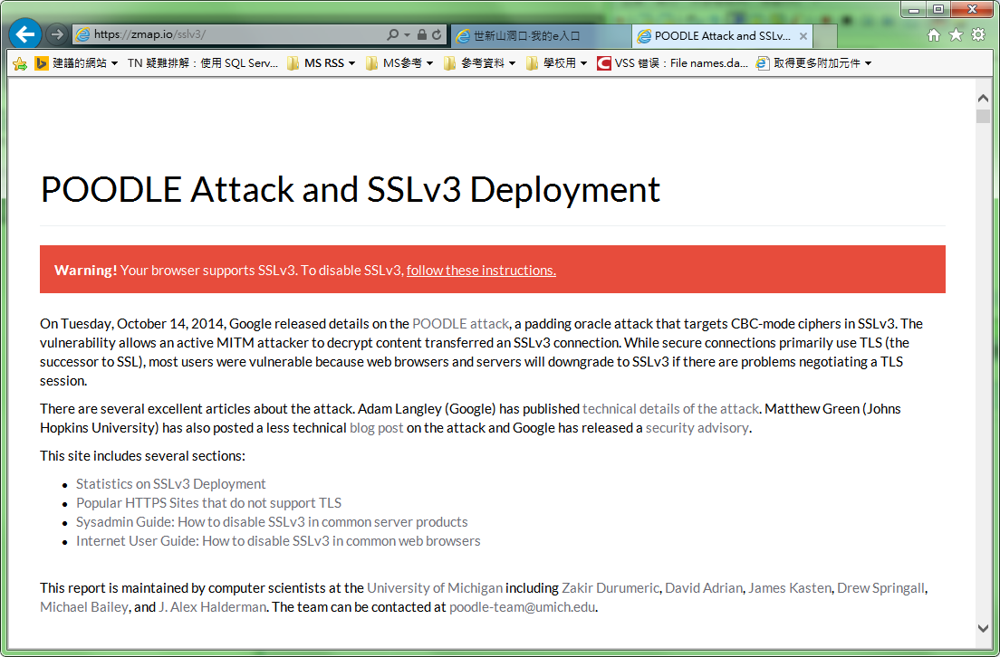 https://zmap.io/sslv3/
世新山洞口-我的e入口
POODLE Attack and SSLv...
建議的網站
TN 疑難排解：使用 SQL Serv...
MS RSS
MS參考
參考資料
學校用
VSS 错误：File names.da...
取得更多附加元件
POODLE Attack and SSLv3 Deployment
Warning! Your browser supports SSLv3. To disable SSLv3, follow these instructions.
On Tuesday, October 14, 2014, Google released details on the POODLE attack, a padding oracle attack that targets CBC-mode ciphers in SSLv3. The
vulnerability allows an active MITM attacker to decrypt content transferred an SSLv3 connection. While secure connections primarily use TLS (the
successor to SSL), most users were vulnerable because web browsers and servers will downgrade to SSLv3 if there are problems negotiating a TLS
session.
There are several excellent articles about the attack. Adam Langley (Google) has published technical details of the attack. Matthew Green (Johns
Hopkins University) has also posted a less technical blog post on the attack and Google has released a security advisory.
This site includes several sections:
Statistics on SSLv3 Deployment
Popular HTTPS Sites that do not support TLS
Sysadmin Guide: How to disable SSLv3 in common server products
Internet User Guide: How to disable SSLv3 in common web browsers
This report is maintained by computer scientists at the University of Michigan including Zakir Durumeric, David Adrian, James Kasten, Drew Springall,
Michael Bailey, and J. Alex Halderman. The team can be contacted at poodle-team@umich.edu.